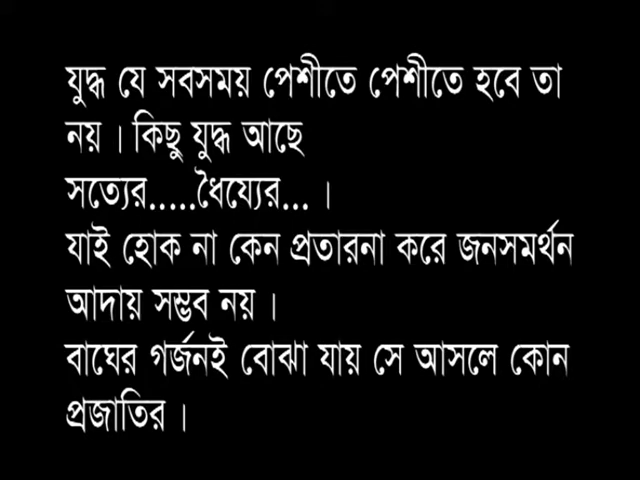 যুদ্ধ যে সবসময় পেশীতে পেশীতে হবে তা
নয় । কিছু যুদ্ধ আছে
সত্যের.....ধৈয্যের... ।
যাই হোক না কেন প্রতারনা করে জনসমর্থন
আদায় সম্ভব নয় ।
বাঘের গর্জনই বোঝা যায় সে আসলে কোন
প্রজাতির ।